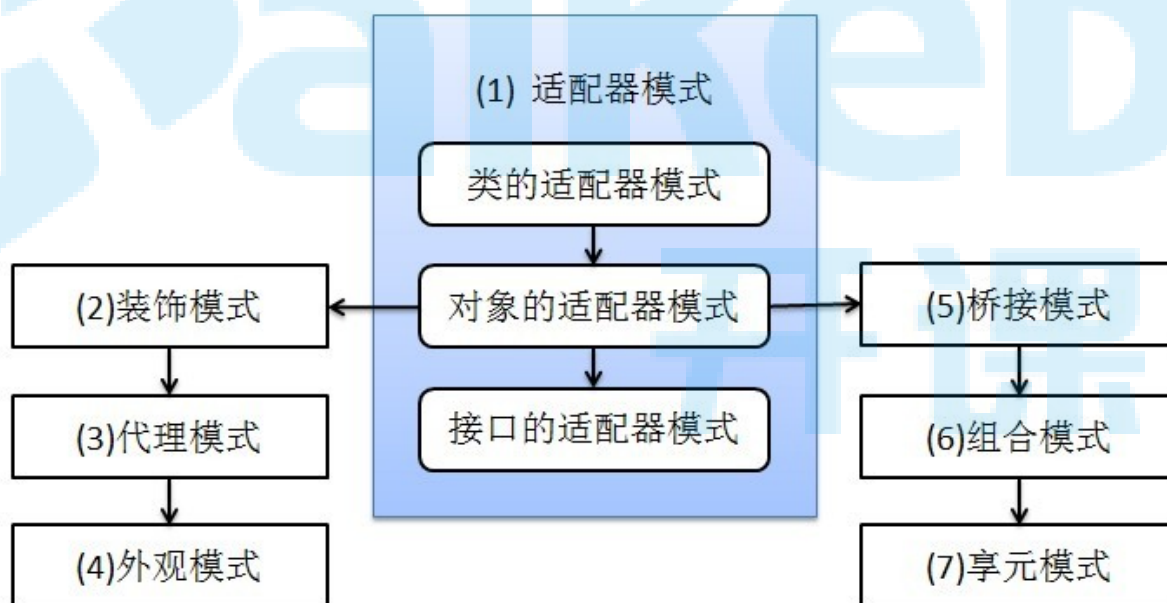 (1) 适配器模式
类的适配器模式
(2)装饰模式
对象的适配器模式
(5)桥接模式
(3)代理模式
接口的适配器模式
(6)组合模式
(4)外观模式
(7)享元模式
开课